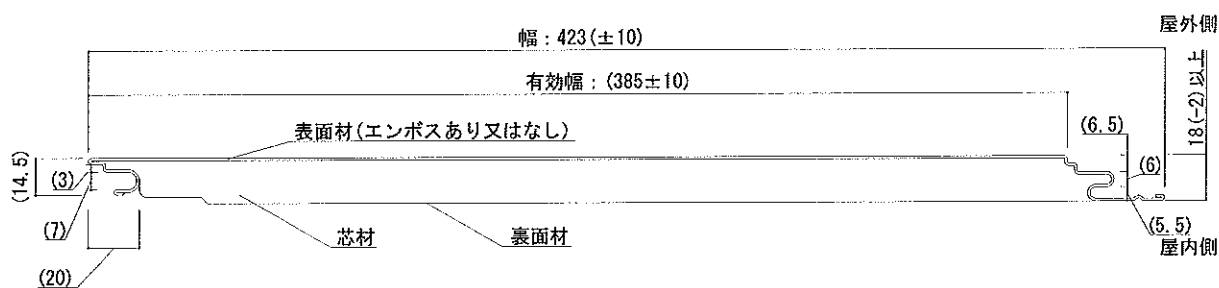 屋外側
幅：423(±10)
有効幅：(385±10)
18(-2)以上
表面材(エンボスあり又はなし)
(6.5)
(14.5)
(3)
(6)
(7)
(5.5)
芯材
裏面材
屋内側
(20)